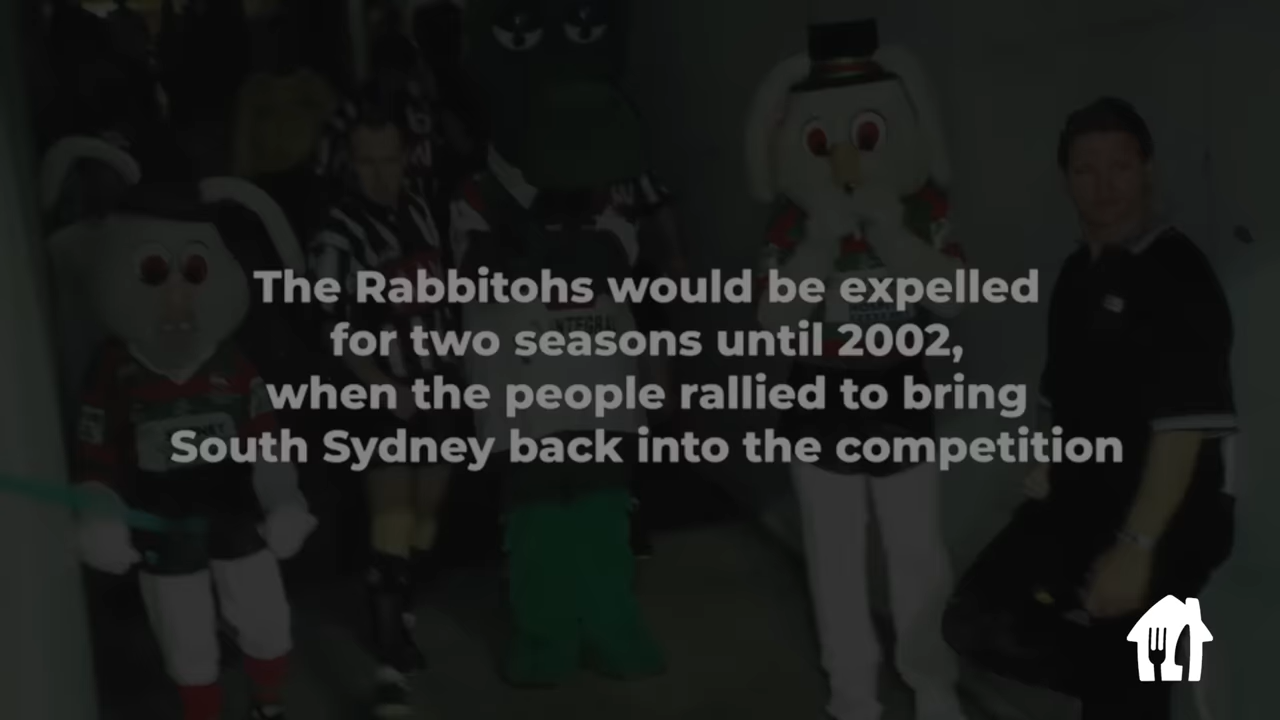 The Rabbitohs would be expelled
for two seasons until 2002,
when the people rallied to bring
South Sydney back into the competition